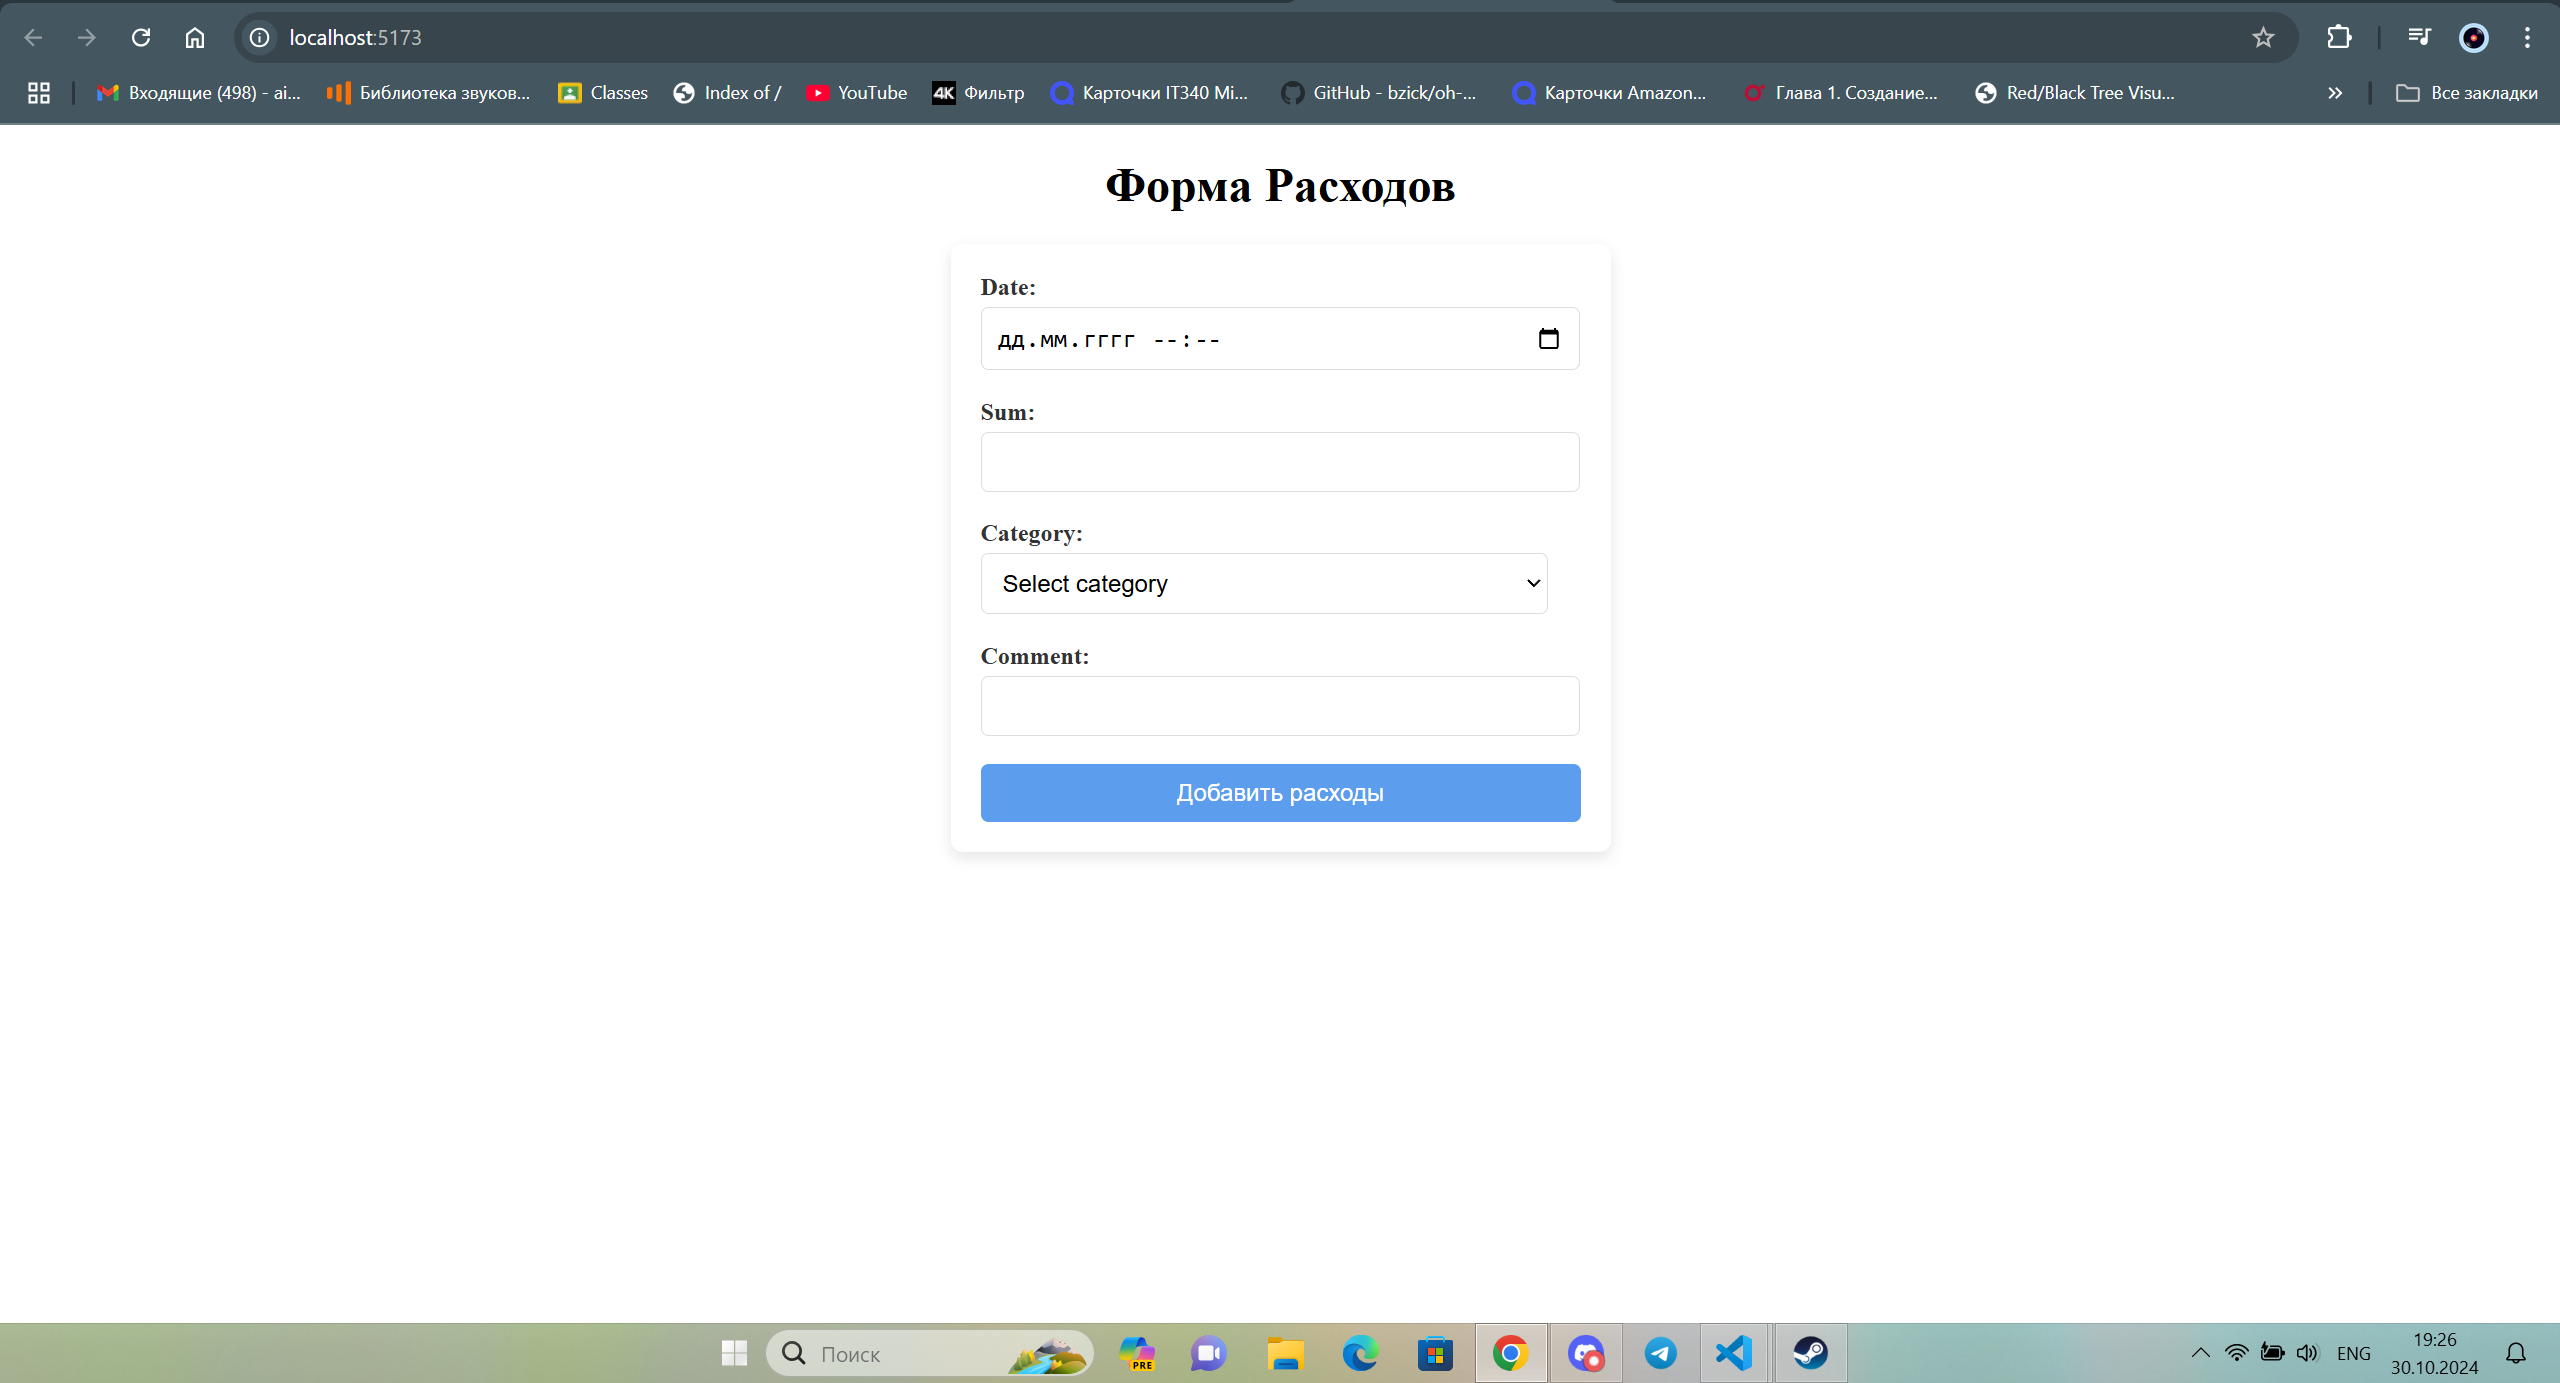 localhost:5173
Входящие (498) - ai...
Библиотека звуков...
Classes
Index of /
YouTube
4K Фильтр
Карточки IT340 Mi...
GitHub - bzick/oh-...
Карточки Amazon...
Глава 1. Создание...
Red/Black Tree Visu...
Все закладки
Форма Расходов
Date:
дд.мм.гггг --:--
Sum:
Category:
Select category
Comment:
Добавить расходы
Поиск
PRE
ENG
19:26
30.10.2024